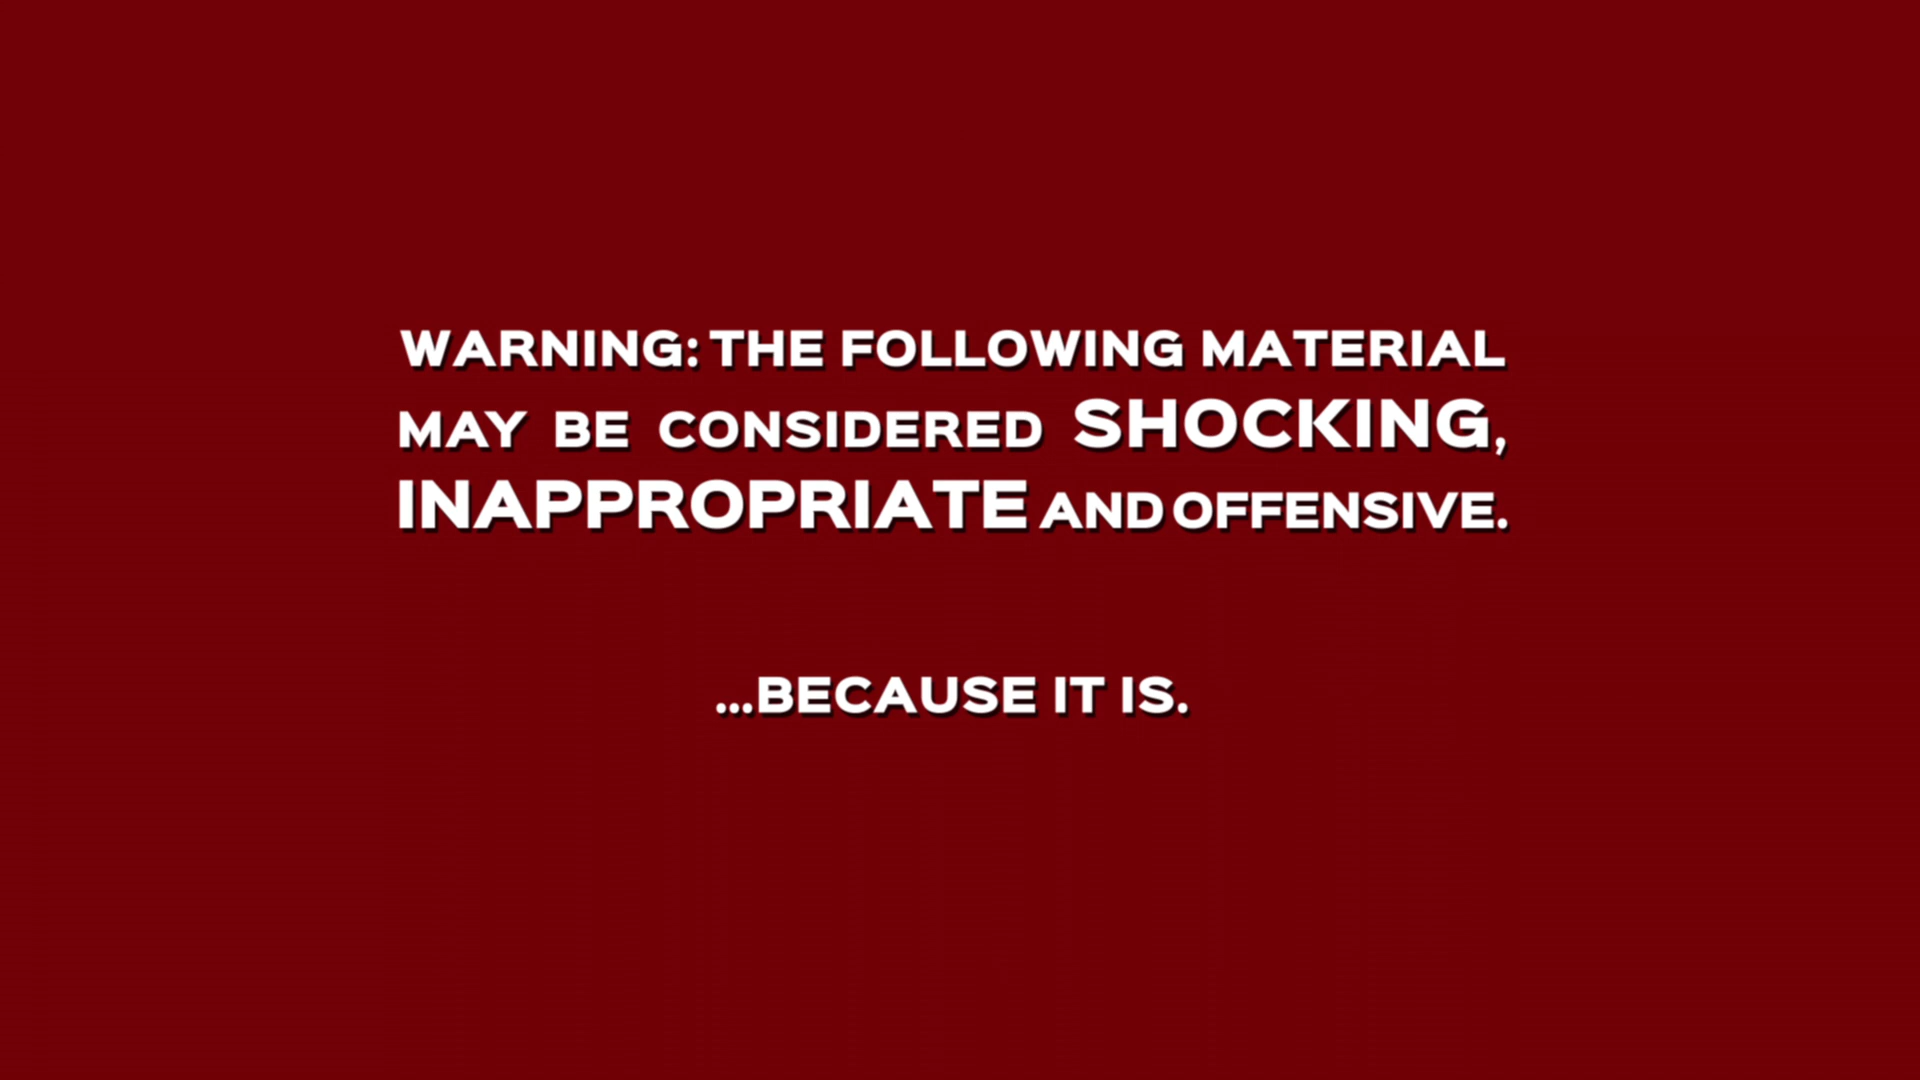 WARNING: THE FOLLOWING MATERIAL
MAY BE CONSIDERED SHOCKING,
INAPPROPRIATE AND OFFENSIVE.
...BECAUSE IT IS.